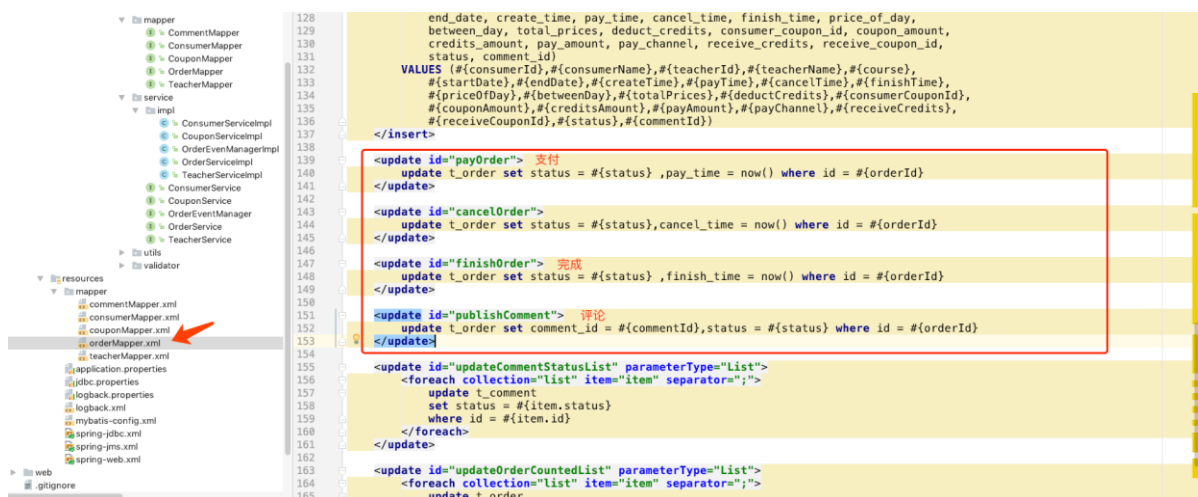 mapper
CommentMapper
ConsumerMapper
CouponMapper
OrderMapper
TeacherMapper
service
impl
ConsumerServiceImpl
CouponServiceImpl
OrderEvenManagerImpl
OrderServiceImpl
TeacherServiceImpl
ConsumerService
CouponService
OrderEventManager
OrderService
TeacherService
utils
validator
resources
mapper
commentMapper.xml
consumerMapper.xml
couponMapper.xml
orderMapper.xml
teacherMapper.xml
application.properties
jdbc.properties
logback.properties
logback.xml
mybatis-config.xml
spring-jdbc.xml
spring-jms.xml
spring-web.xml
web
.gitignore
128 end_date, create_time, pay_time, cancel_time, finish_time, price_of_day,
129 between_day, total_prices, deduct_credits, consumer_coupon_id, coupon_amount,
130 credits_amount, pay_amount, pay_channel, receive_credits, receive_coupon_id,
131 status, comment_id)
132 VALUES (#{consumerId},#{consumerName},#{teacherId},#{teacherName},#{course},
133 #{startDate},#{endDate},#{createTime},#{payTime},#{cancelTime},#{finishTime},
134 #{priceOfDay},#{betweenDay},#{totalPrices},#{deductCredits},#{consumerCouponId},
135 #{couponAmount},#{creditsAmount},#{payAmount},#{payChannel},#{receiveCredits},
136 #{receiveCouponId},#{status},#{commentId})
137 </insert>
138
139 <update id="payOrder"> 支付
140 update t_order set status = #{status} ,pay_time = now() where id = #{orderId}
141 </update>
142
143 <update id="cancelOrder">
144 update t_order set status = #{status},cancel_time = now() where id = #{orderId}
145 </update>
146
147 <update id="finishOrder"> 完成
148 update t_order set status = #{status} ,finish_time = now() where id = #{orderId}
149 </update>
150
151 <update id="publishComment"> 评论
152 update t_order set comment_id = #{commentId},status = #{status} where id = #{orderId}
153 </update>
154
155 <update id="updateCommentStatusList" parameterType="List">
156 <foreach collection="list" item="item" separator=";">
157 update t_comment
158 set status = #{item.status}
159 where id = #{item.id}
160 </foreach>
161 </update>
162
163 <update id="updateOrderCountedList" parameterType="List">
164 <foreach collection="list" item="item" separator=";">
165 update t_order